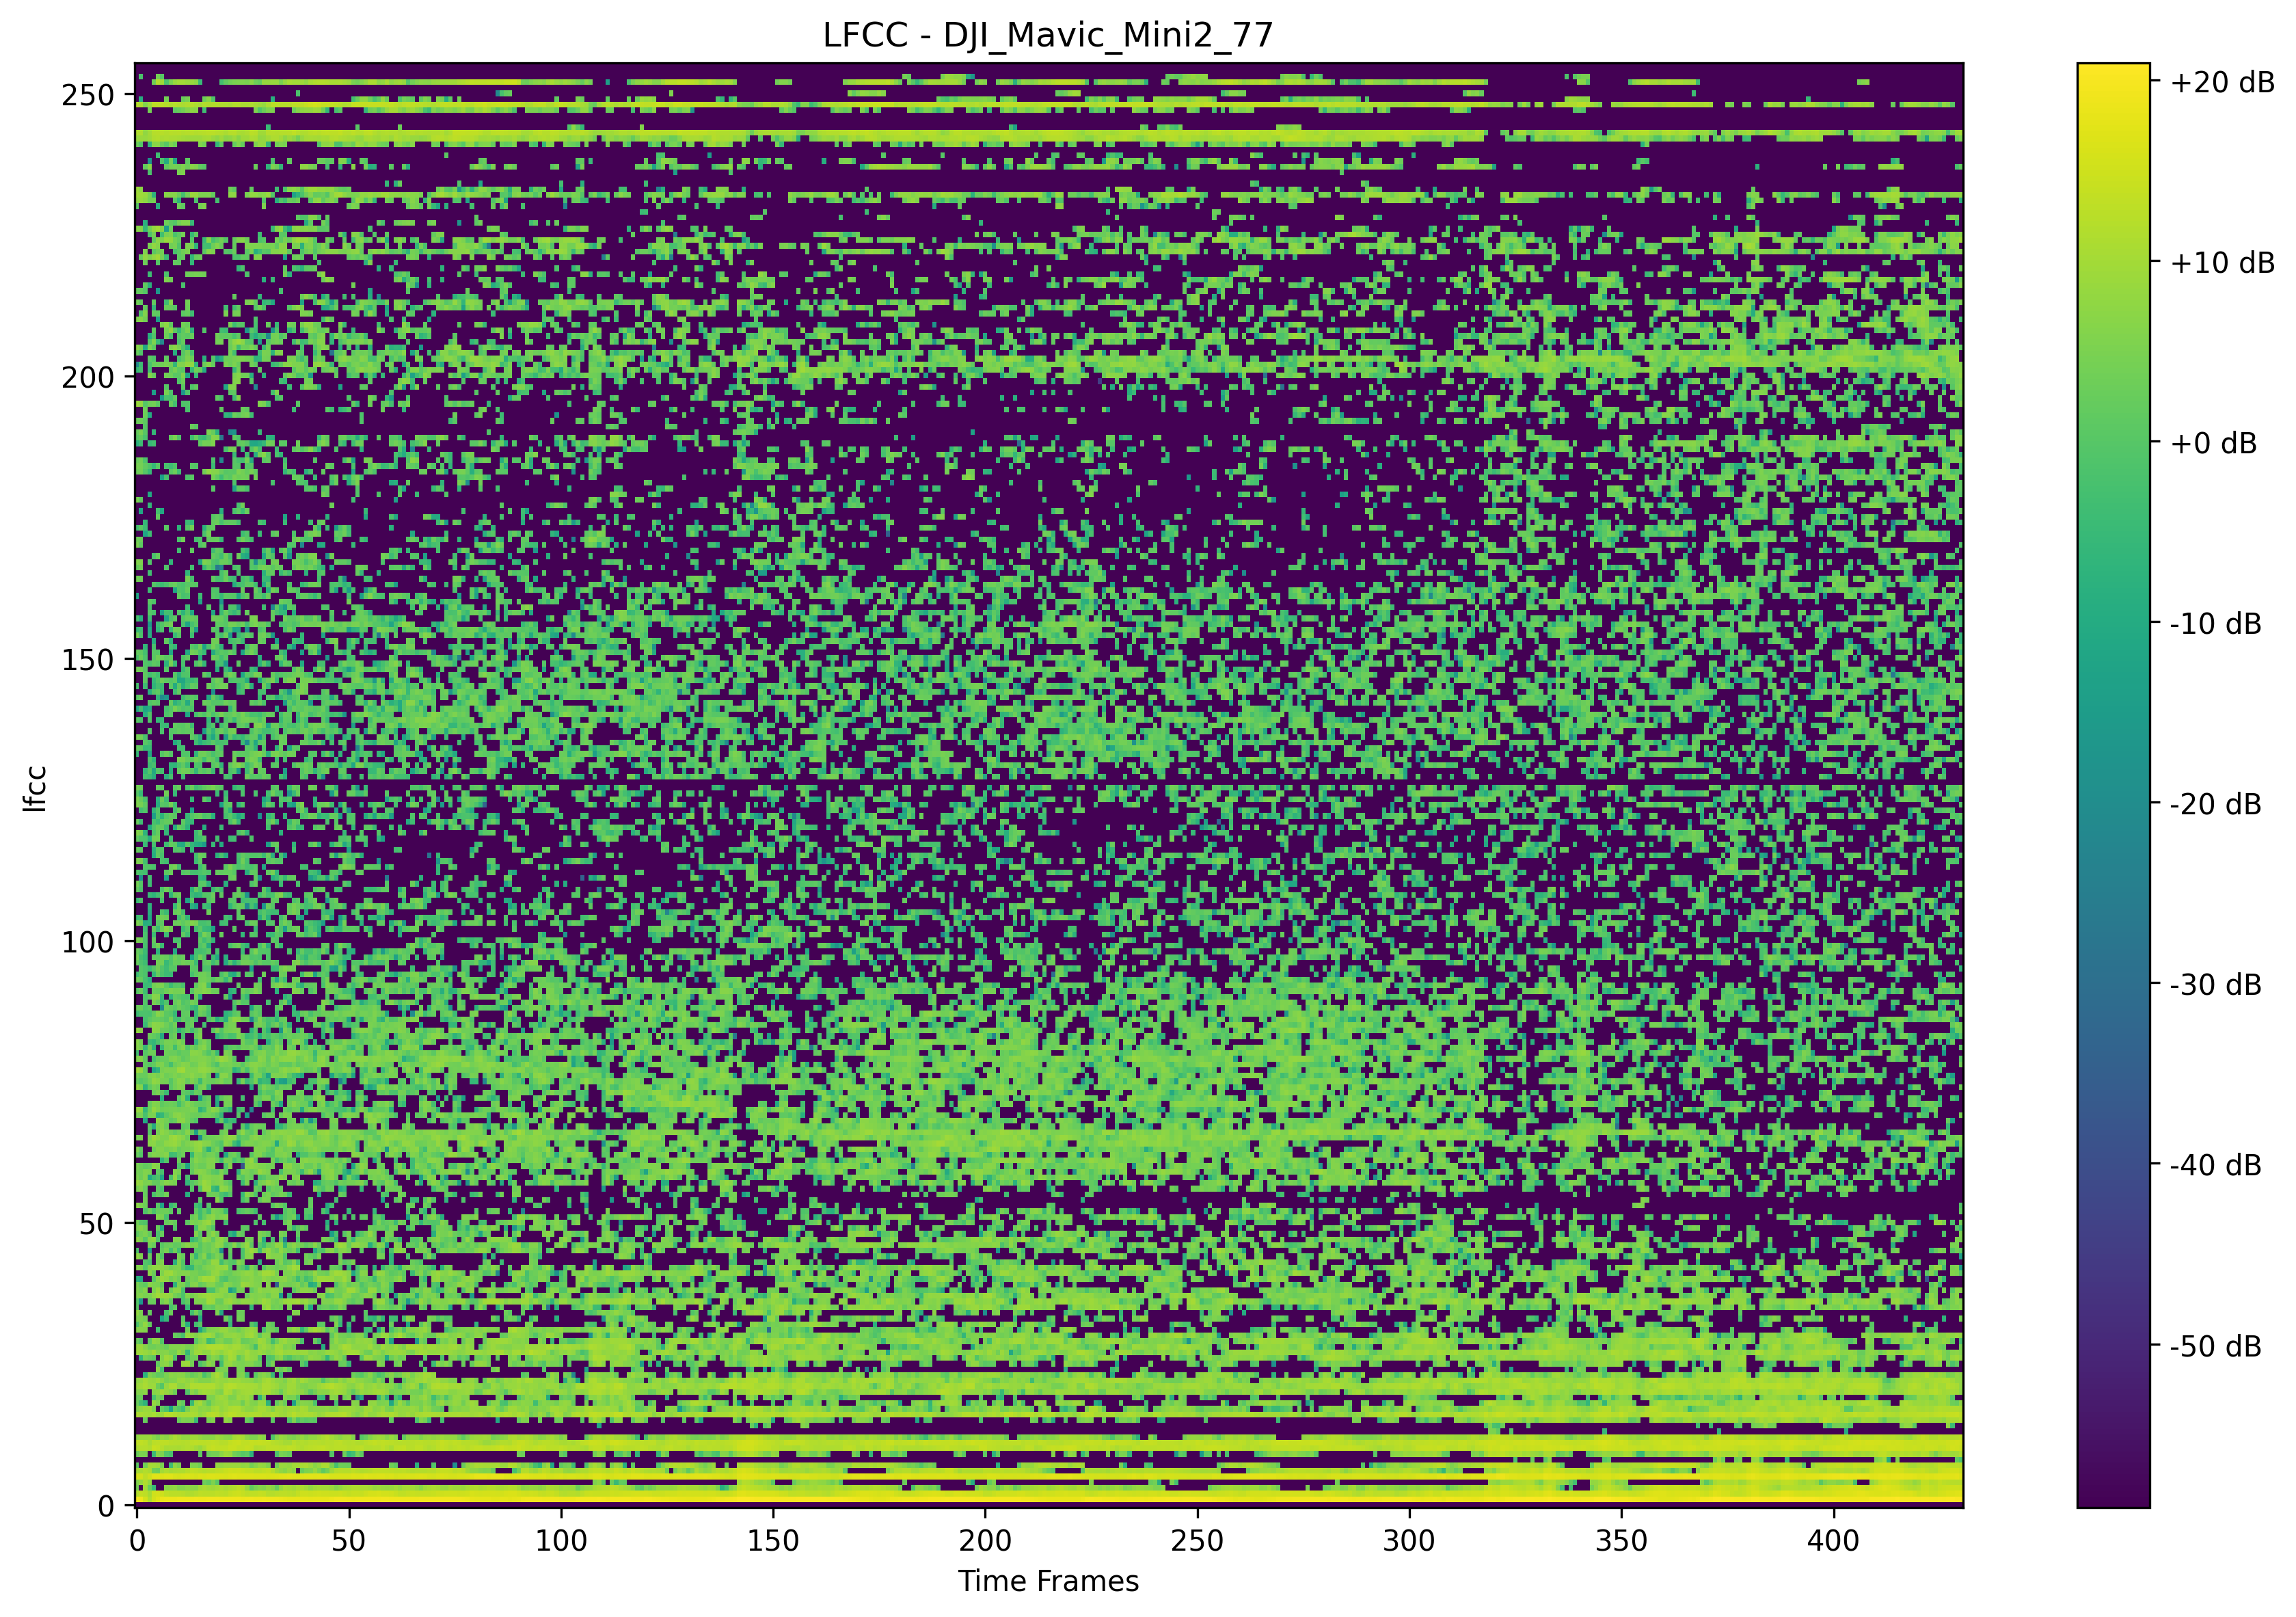 LFCC - DJI_Mavic_Mini2_77
250
200
150
100
50
0
lfcc
0 50 100 150 200 250 300 350 400
Time Frames
+20 dB
+10 dB
+0 dB
-10 dB
-20 dB
-30 dB
-40 dB
-50 dB